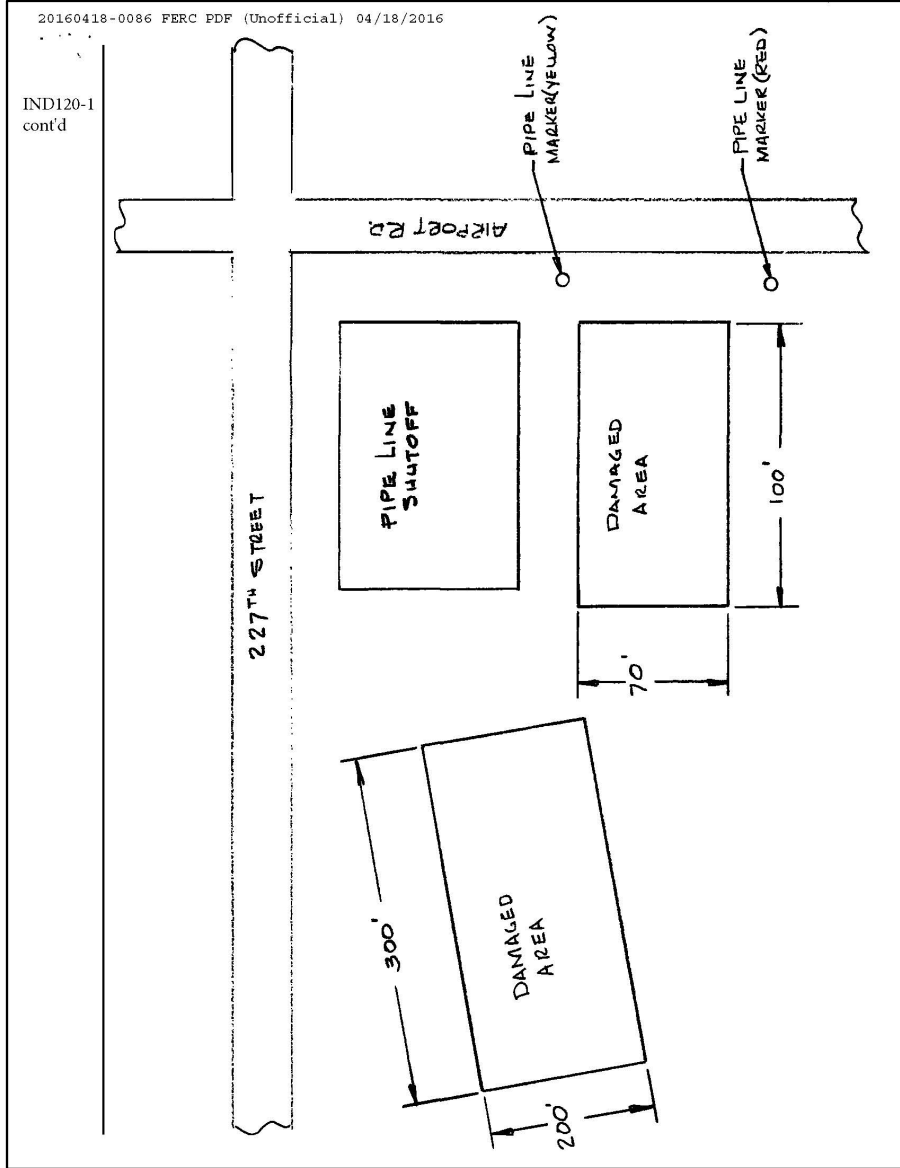 20160418-0086 FERC PDF (Unofficial) 04/18/2016
IND120-1
cont'd
PIPE LINE
MARKER(YELLOW)
PIPE LINE
MARKER(RED)
AIRPORT RD.
227TH STREET
PIPE LINE
SHUTOFF
DAMAGED
AREA
100'
70'
300'
DAMAGED
AREA
200'